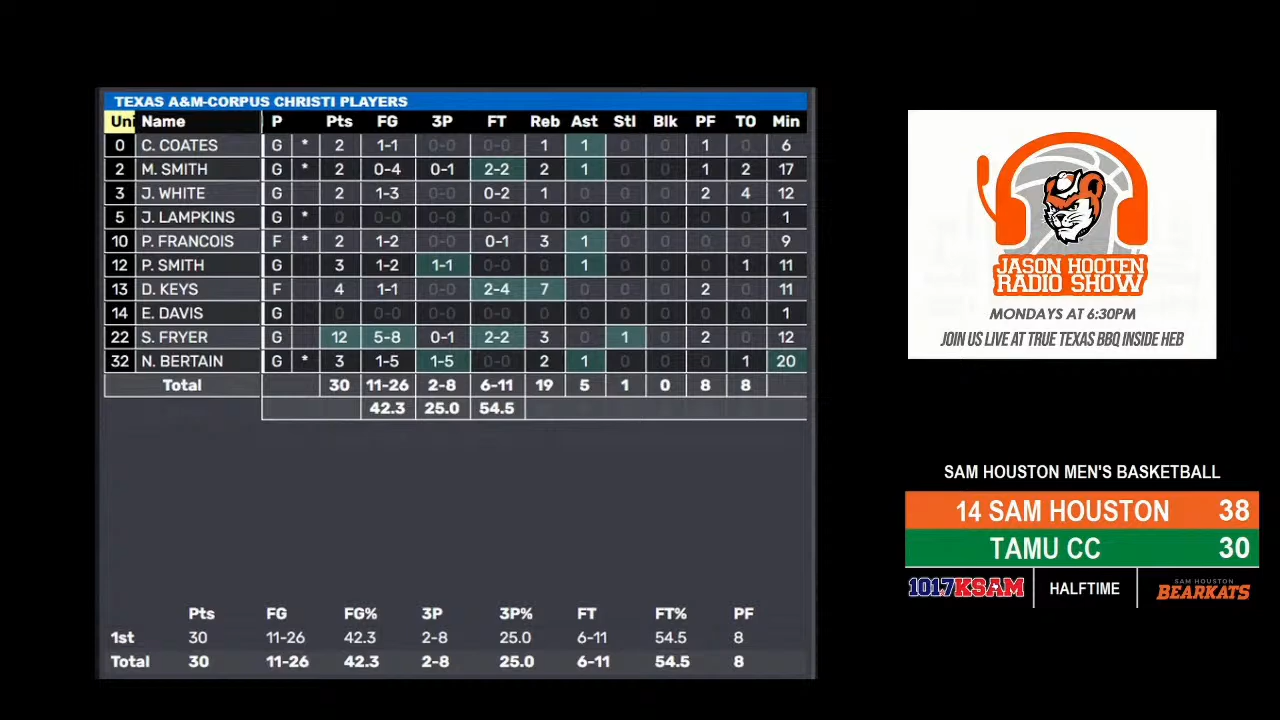 TEXAS A&M-CORPUS CHRISTI PLAYERS
Uni Name P Pts FG 3P FT Reb Ast Stl Blk PF TO Min
0 C. COATES G * 2 1-1 0-0 0-0 1 1 0 0 1 0 6
2 M. SMITH G * 2 0-4 0-1 2-2 2 1 0 0 1 2 17
3 J. WHITE G 2 1-3 0-0 0-2 1 0 0 0 2 4 12
5 J. LAMPKINS G * 0 0-0 0-0 0-0 0 0 0 0 0 0 1
10 P. FRANCOIS F * 2 1-2 0-0 0-1 3 1 0 0 0 0 9
12 P. SMITH G 3 1-2 1-1 0-0 0 1 0 0 0 1 11
13 D. KEYS F 4 1-1 0-0 2-4 7 0 0 0 2 0 11
14 E. DAVIS G 0 0-0 0-0 0-0 0 0 0 0 0 0 1
22 S. FRYER G 12 5-8 0-1 2-2 3 0 1 0 2 0 12
32 N. BERTAIN G * 3 1-5 1-5 0-0 2 1 0 0 0 1 20
Total 30 11-26 2-8 6-11 19 5 1 0 8 8
42.3 25.0 54.5
Pts FG FG% 3P 3P% FT FT% PF
1st 30 11-26 42.3 2-8 25.0 6-11 54.5 8
Total 30 11-26 42.3 2-8 25.0 6-11 54.5 8
JASON HOOTEN
RADIO SHOW
MONDAYS AT 6:30PM
JOIN US LIVE AT TRUE TEXAS BBQ INSIDE HEB
SAM HOUSTON MEN'S BASKETBALL
14 SAM HOUSTON 38
TAMU CC 30
101.7 KSAM HALFTIME SAM HOUSTON
BEARKATS